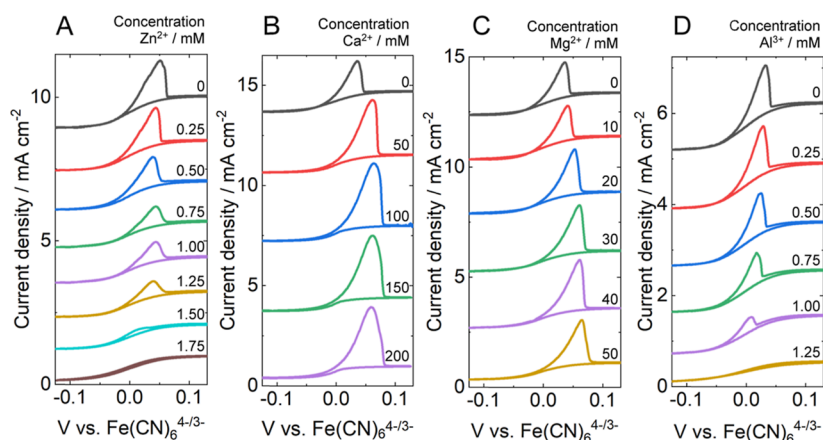 A
Concentration
Zn²⁺ / mM
0
0.25
0.50
0.75
1.00
1.25
1.50
1.75
10
5
0
Current density / mA cm⁻²
-0.1
0.0
0.1
V vs. Fe(CN)₆⁴⁻/³⁻
B
Concentration
Ca²⁺ / mM
0
50
100
150
200
15
10
5
0
Current density / mA cm⁻²
-0.1
0.0
0.1
V vs. Fe(CN)₆⁴⁻/³⁻
C
Concentration
Mg²⁺ / mM
0
10
20
30
40
50
15
10
5
0
Current density / mA cm⁻²
-0.1
0.0
0.1
V vs. Fe(CN)₆⁴⁻/³⁻
D
Concentration
Al³⁺ / mM
0
0.25
0.50
0.75
1.00
1.25
6
4
2
0
Current density / mA cm⁻²
-0.1
0.0
0.1
V vs. Fe(CN)₆⁴⁻/³⁻